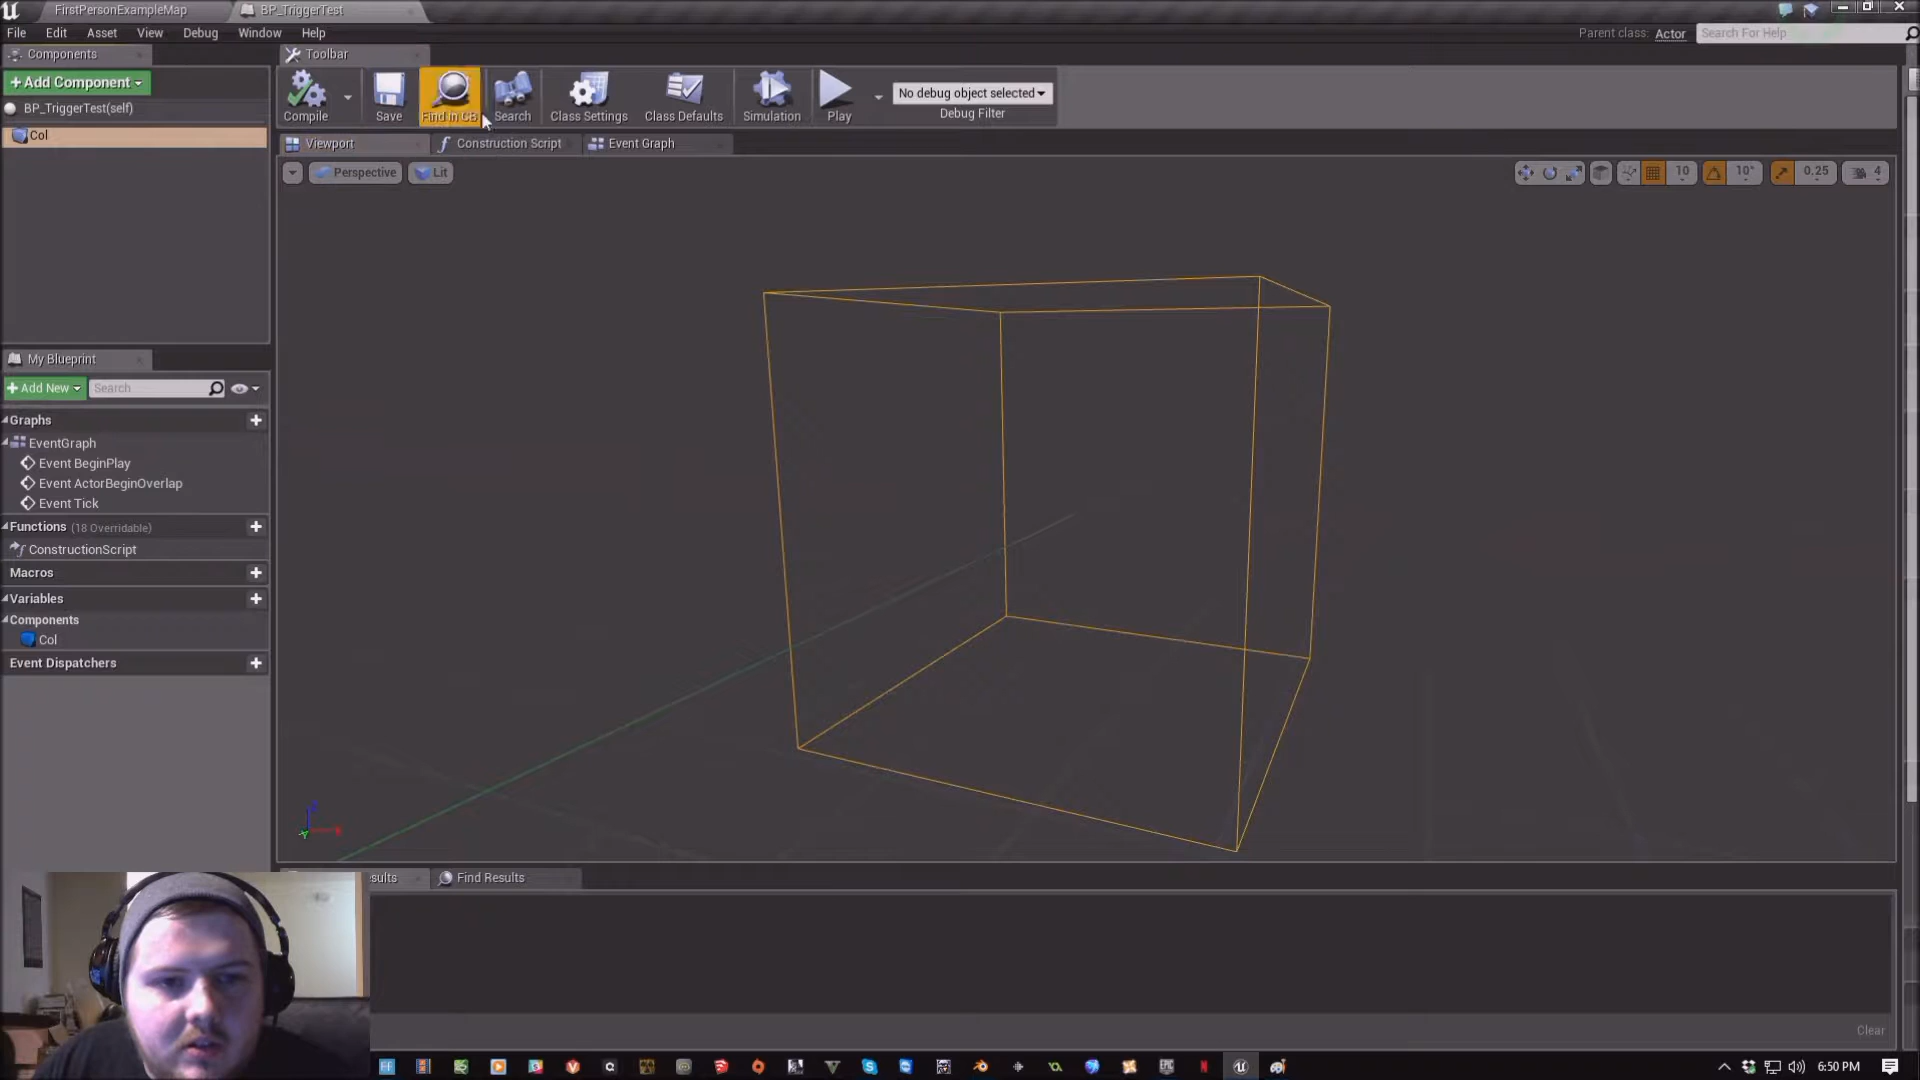 FirstPersonExampleMap
BP_TriggerTest
File Edit Asset View Debug Window Help
Parent class: Actor
Search For Help
Components
Toolbar
+Add Component
BP_TriggerTest(self)
Col
Compile
Save
Find in CB
Search
Class Settings
Class Defaults
Simulation
Play
No debug object selected
Debug Filter
Viewport
Construction Script
Event Graph
Perspective
Lit
10
10°
0.25
4
My Blueprint
+Add New
Search
Graphs
EventGraph
Event BeginPlay
Event ActorBeginOverlap
Event Tick
Functions (18 Overridable)
ConstructionScript
Macros
Variables
Components
Col
Event Dispatchers
sults
Find Results
Clear
6:50 PM